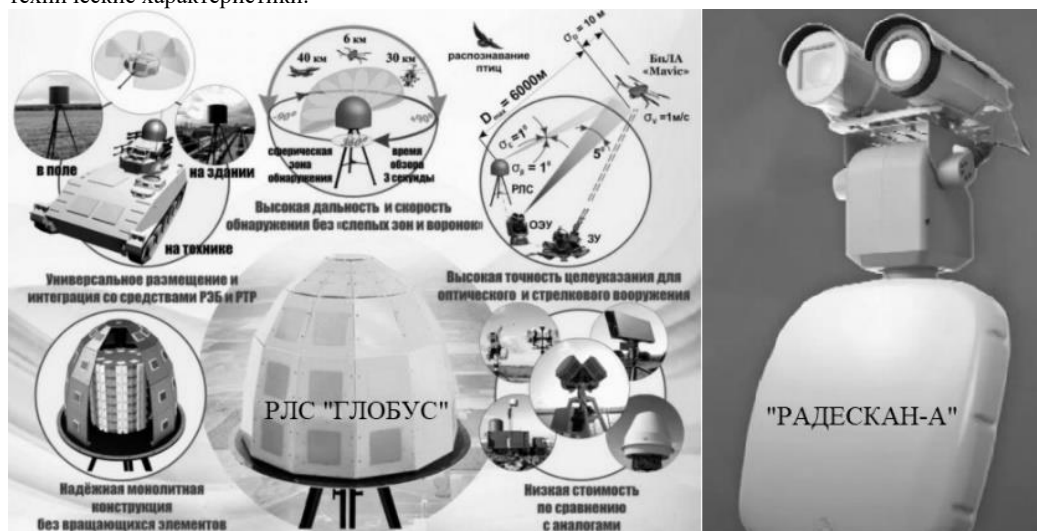 технические характеристики.
в поле
на здании
на технике
Универсальное размещение и
интеграция со средствами РЭБ и РТР
6 км
40 км
30 км
-90°
+90°
360°
сферическая
зона
обнаружения
время
обзора
3 секунды
Высокая дальность и скорость
обнаружения без «слепых зон и воронок»
распознавание
птиц
σD = 10 м
БпЛА
«Mavic»
Dmax = 6000м
σV =1м/с
σε=1°
σβ = 1°
5°
РЛС
ОЭУ
ЗУ
Высокая точность целеуказания для
оптического и стрелкового вооружения
Надёжная монолитная
конструкция
без вращающихся элементов
РЛС "ГЛОБУС"
Низкая стоимость
по сравнению
с аналогами
"РАДЕСКАН-А"